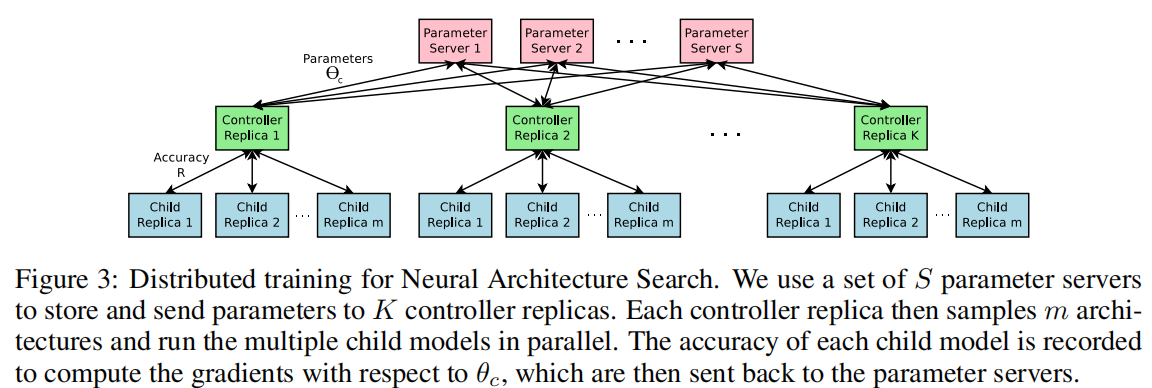 Parameter
Server 1
Parameter
Server 2
. . .
Parameter
Server S
Parameters
Θc
Controller
Replica 1
Controller
Replica 2
. . .
Controller
Replica K
Accuracy
R
Child
Replica 1
Child
Replica 2
...
Child
Replica m
Child
Replica 1
Child
Replica 2
...
Child
Replica m
Child
Replica 1
Child
Replica 2
...
Child
Replica m
Figure 3: Distributed training for Neural Architecture Search. We use a set of S parameter servers
to store and send parameters to K controller replicas. Each controller replica then samples m archi-
tectures and run the multiple child models in parallel. The accuracy of each child model is recorded
to compute the gradients with respect to θc, which are then sent back to the parameter servers.